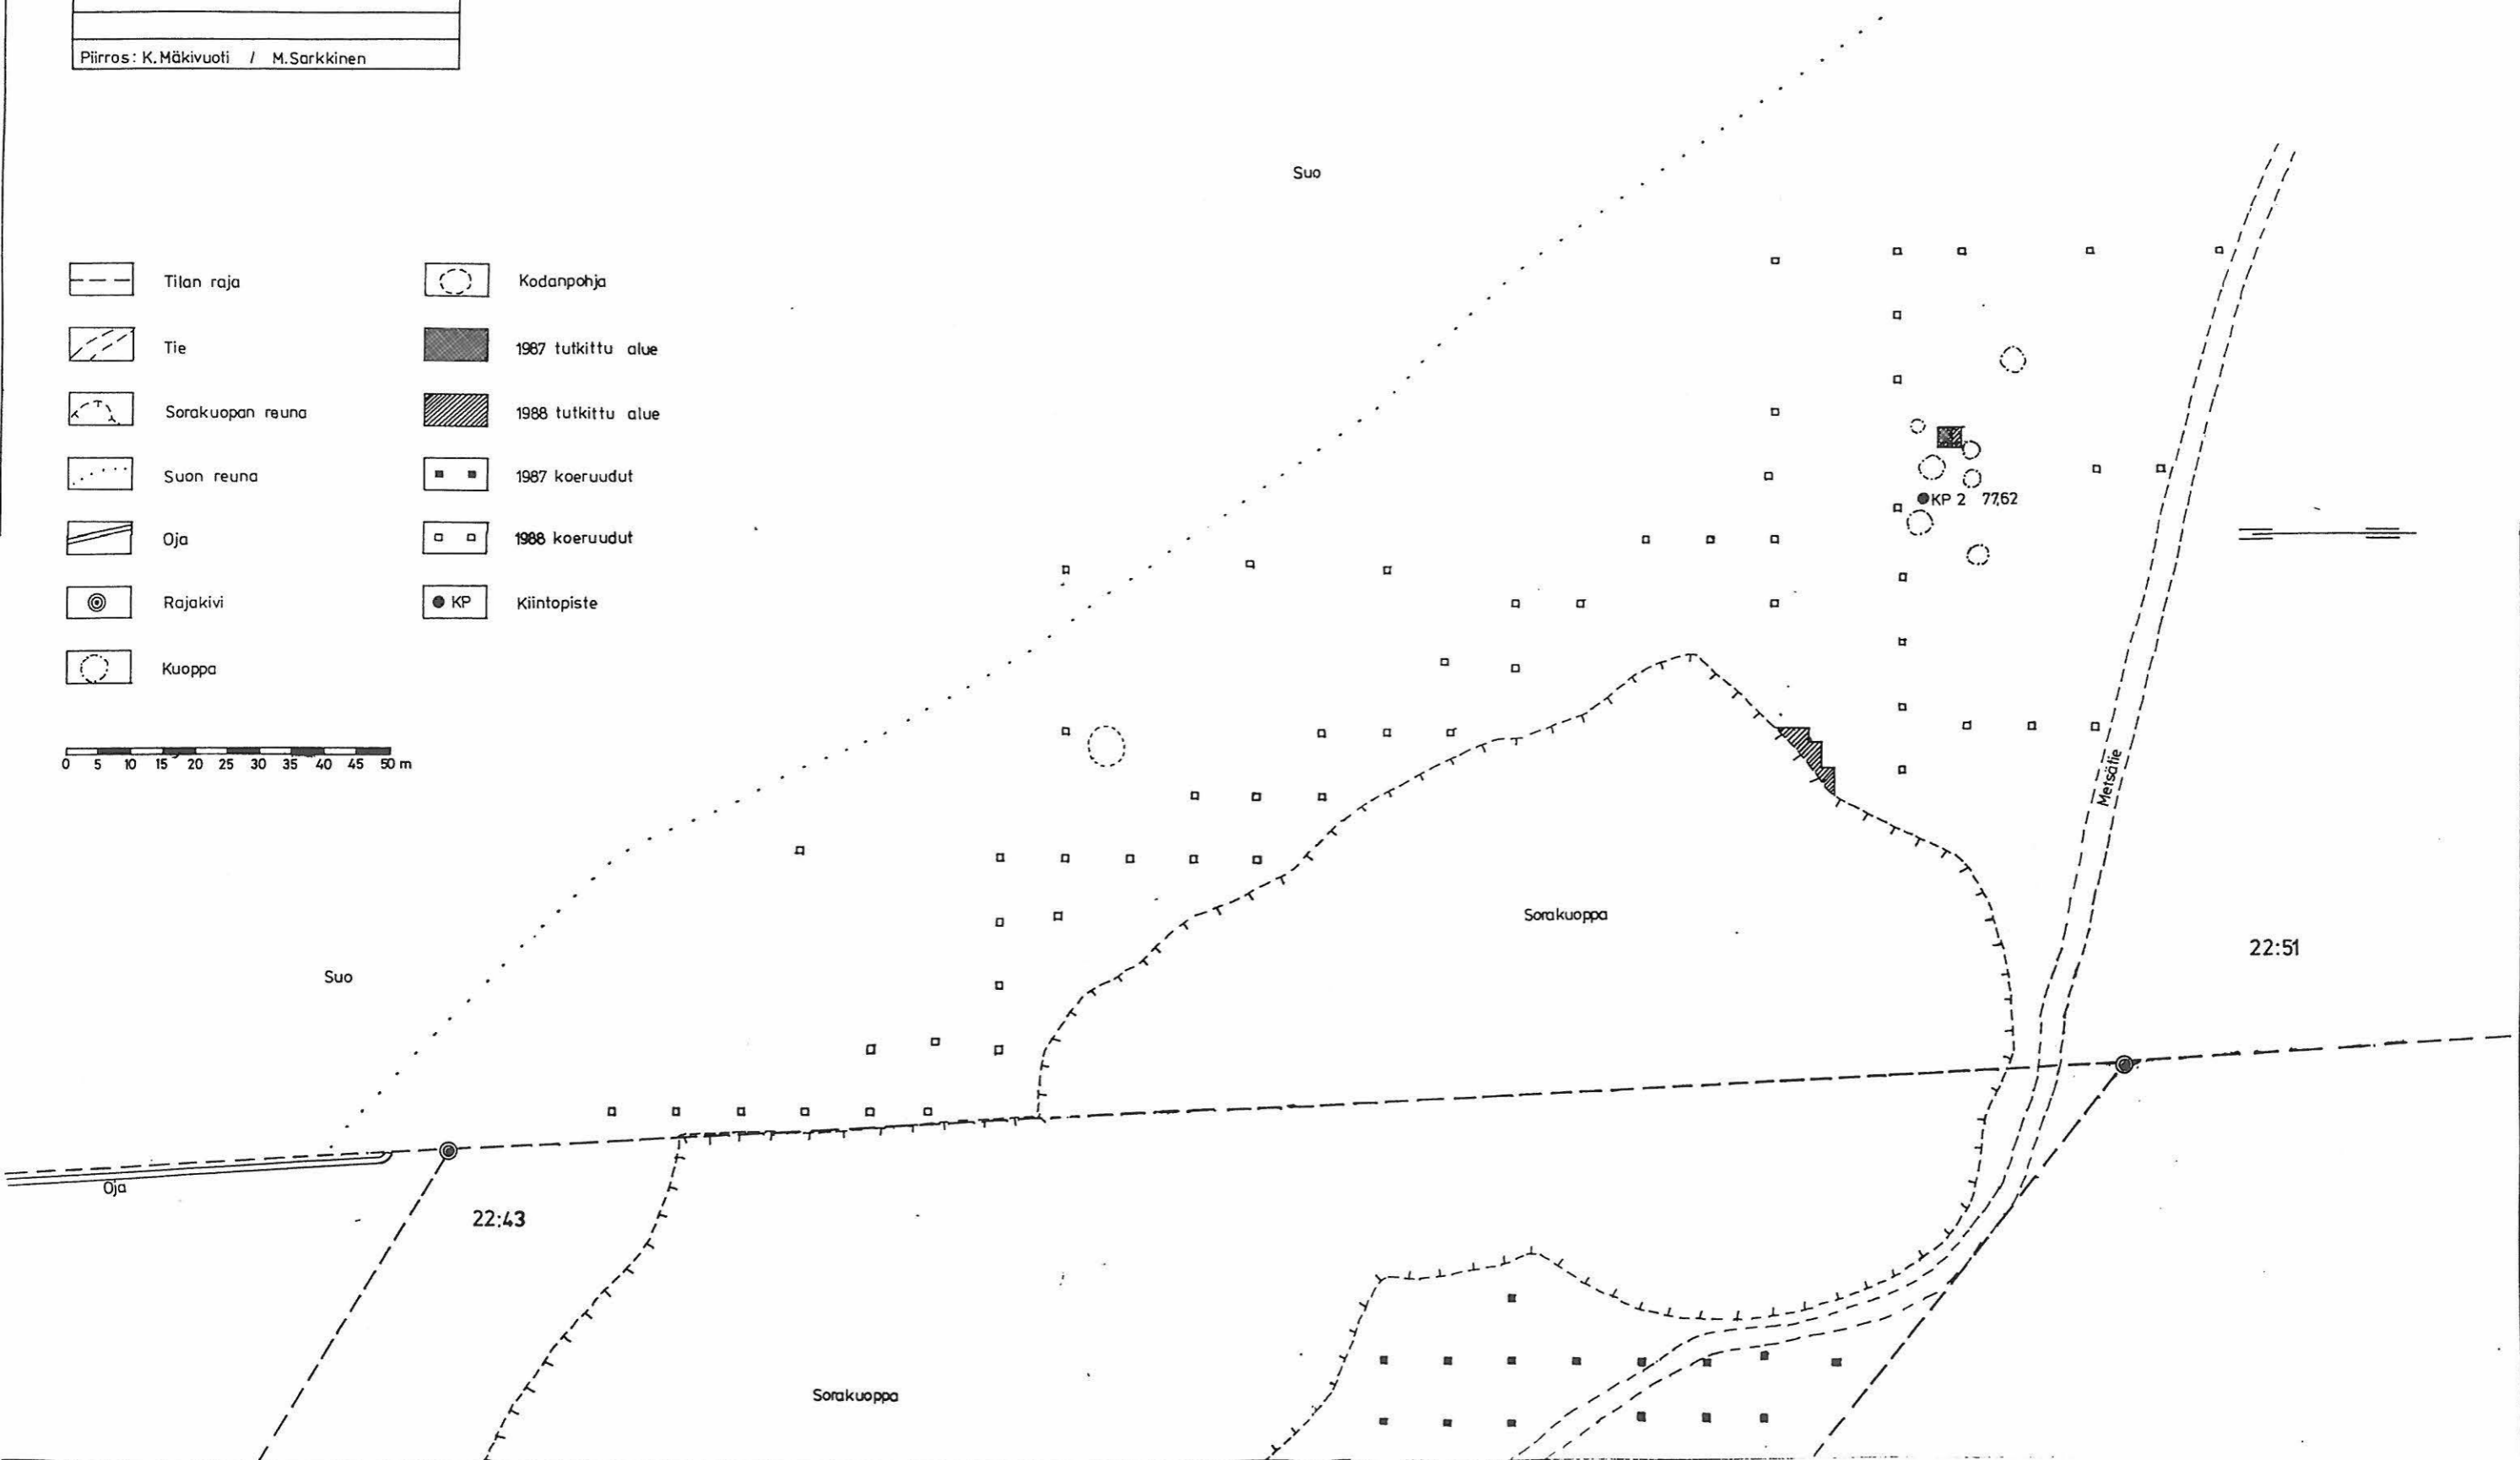 Piirros: K.Mäkivuoti / M.Sarkkinen
Suo
Tilan raja
Kodanpohja
Tie
1987 tutkittu alue
Sorakuopan reuna
1988 tutkittu alue
Suon reuna
1987 koeruudut
Oja
1988 koeruudut
Rajakivi
KP
Kiintopiste
Kuoppa
0 5 10 15 20 25 30 35 40 45 50 m
KP 2 77,62
Metsätie
Sorakuoppa
22:51
Suo
Oja
22:43
Sorakuoppa